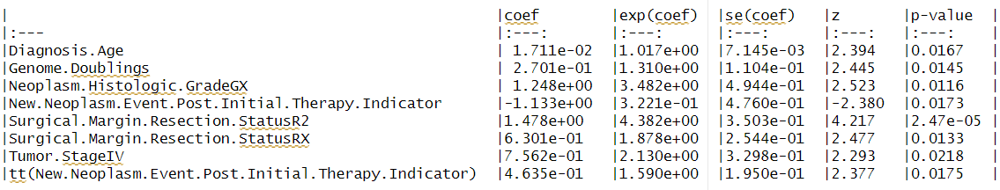 |                                                     |coef      |exp(coef) |se(coef)  |z      |p-value  |
|:---                                                 |:---:     |:---:     |:---:     |:---:  |:---:    |
|Diagnosis.Age                                        | 1.711e-02|1.017e+00 |7.145e-03 |2.394  |0.0167   |
|Genome.Doublings                                     | 2.701e-01|1.310e+00 |1.104e-01 |2.445  |0.0145   |
|Neoplasm.Histologic.GradeGX                          | 1.248e+00|3.482e+00 |4.944e-01 |2.523  |0.0116   |
|New.Neoplasm.Event.Post.Initial.Therapy.Indicator    |-1.133e+00|3.221e-01 |4.760e-01 |-2.380 |0.0173   |
|Surgical.Margin.Resection.StatusR2                   |1.478e+00 |4.382e+00 |3.503e-01 |4.217  |2.47e-05 |
|Surgical.Margin.Resection.StatusRX                   |6.301e-01 |1.878e+00 |2.544e-01 |2.477  |0.0133   |
|Tumor.StageIV                                        |7.562e-01 |2.130e+00 |3.298e-01 |2.293  |0.0218   |
|tt(New.Neoplasm.Event.Post.Initial.Therapy.Indicator)|4.635e-01 |1.590e+00 |1.950e-01 |2.377  |0.0175   |